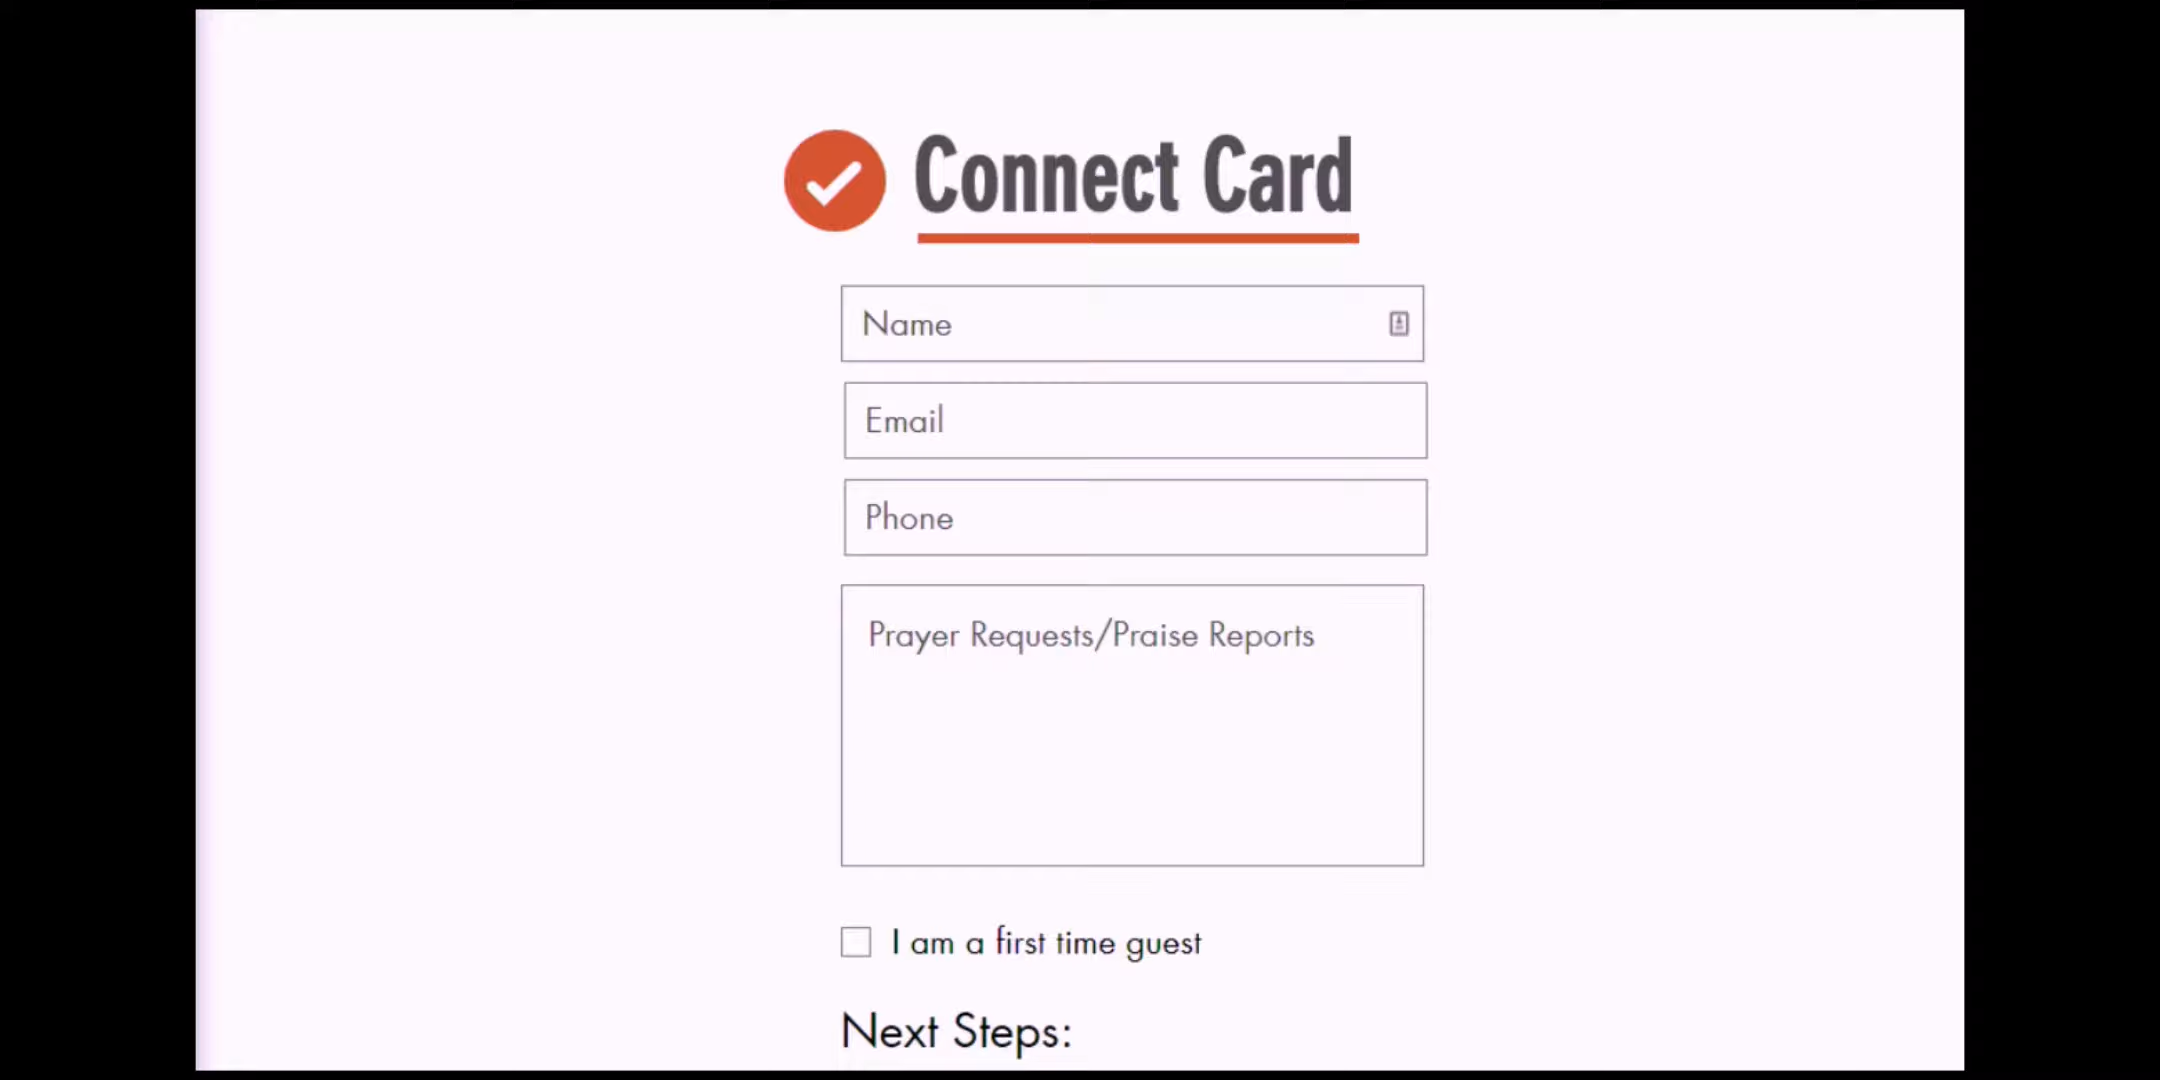 Connect Card
Name
Email
Phone
Prayer Requests/Praise Reports
I am a first time guest
Next Steps: